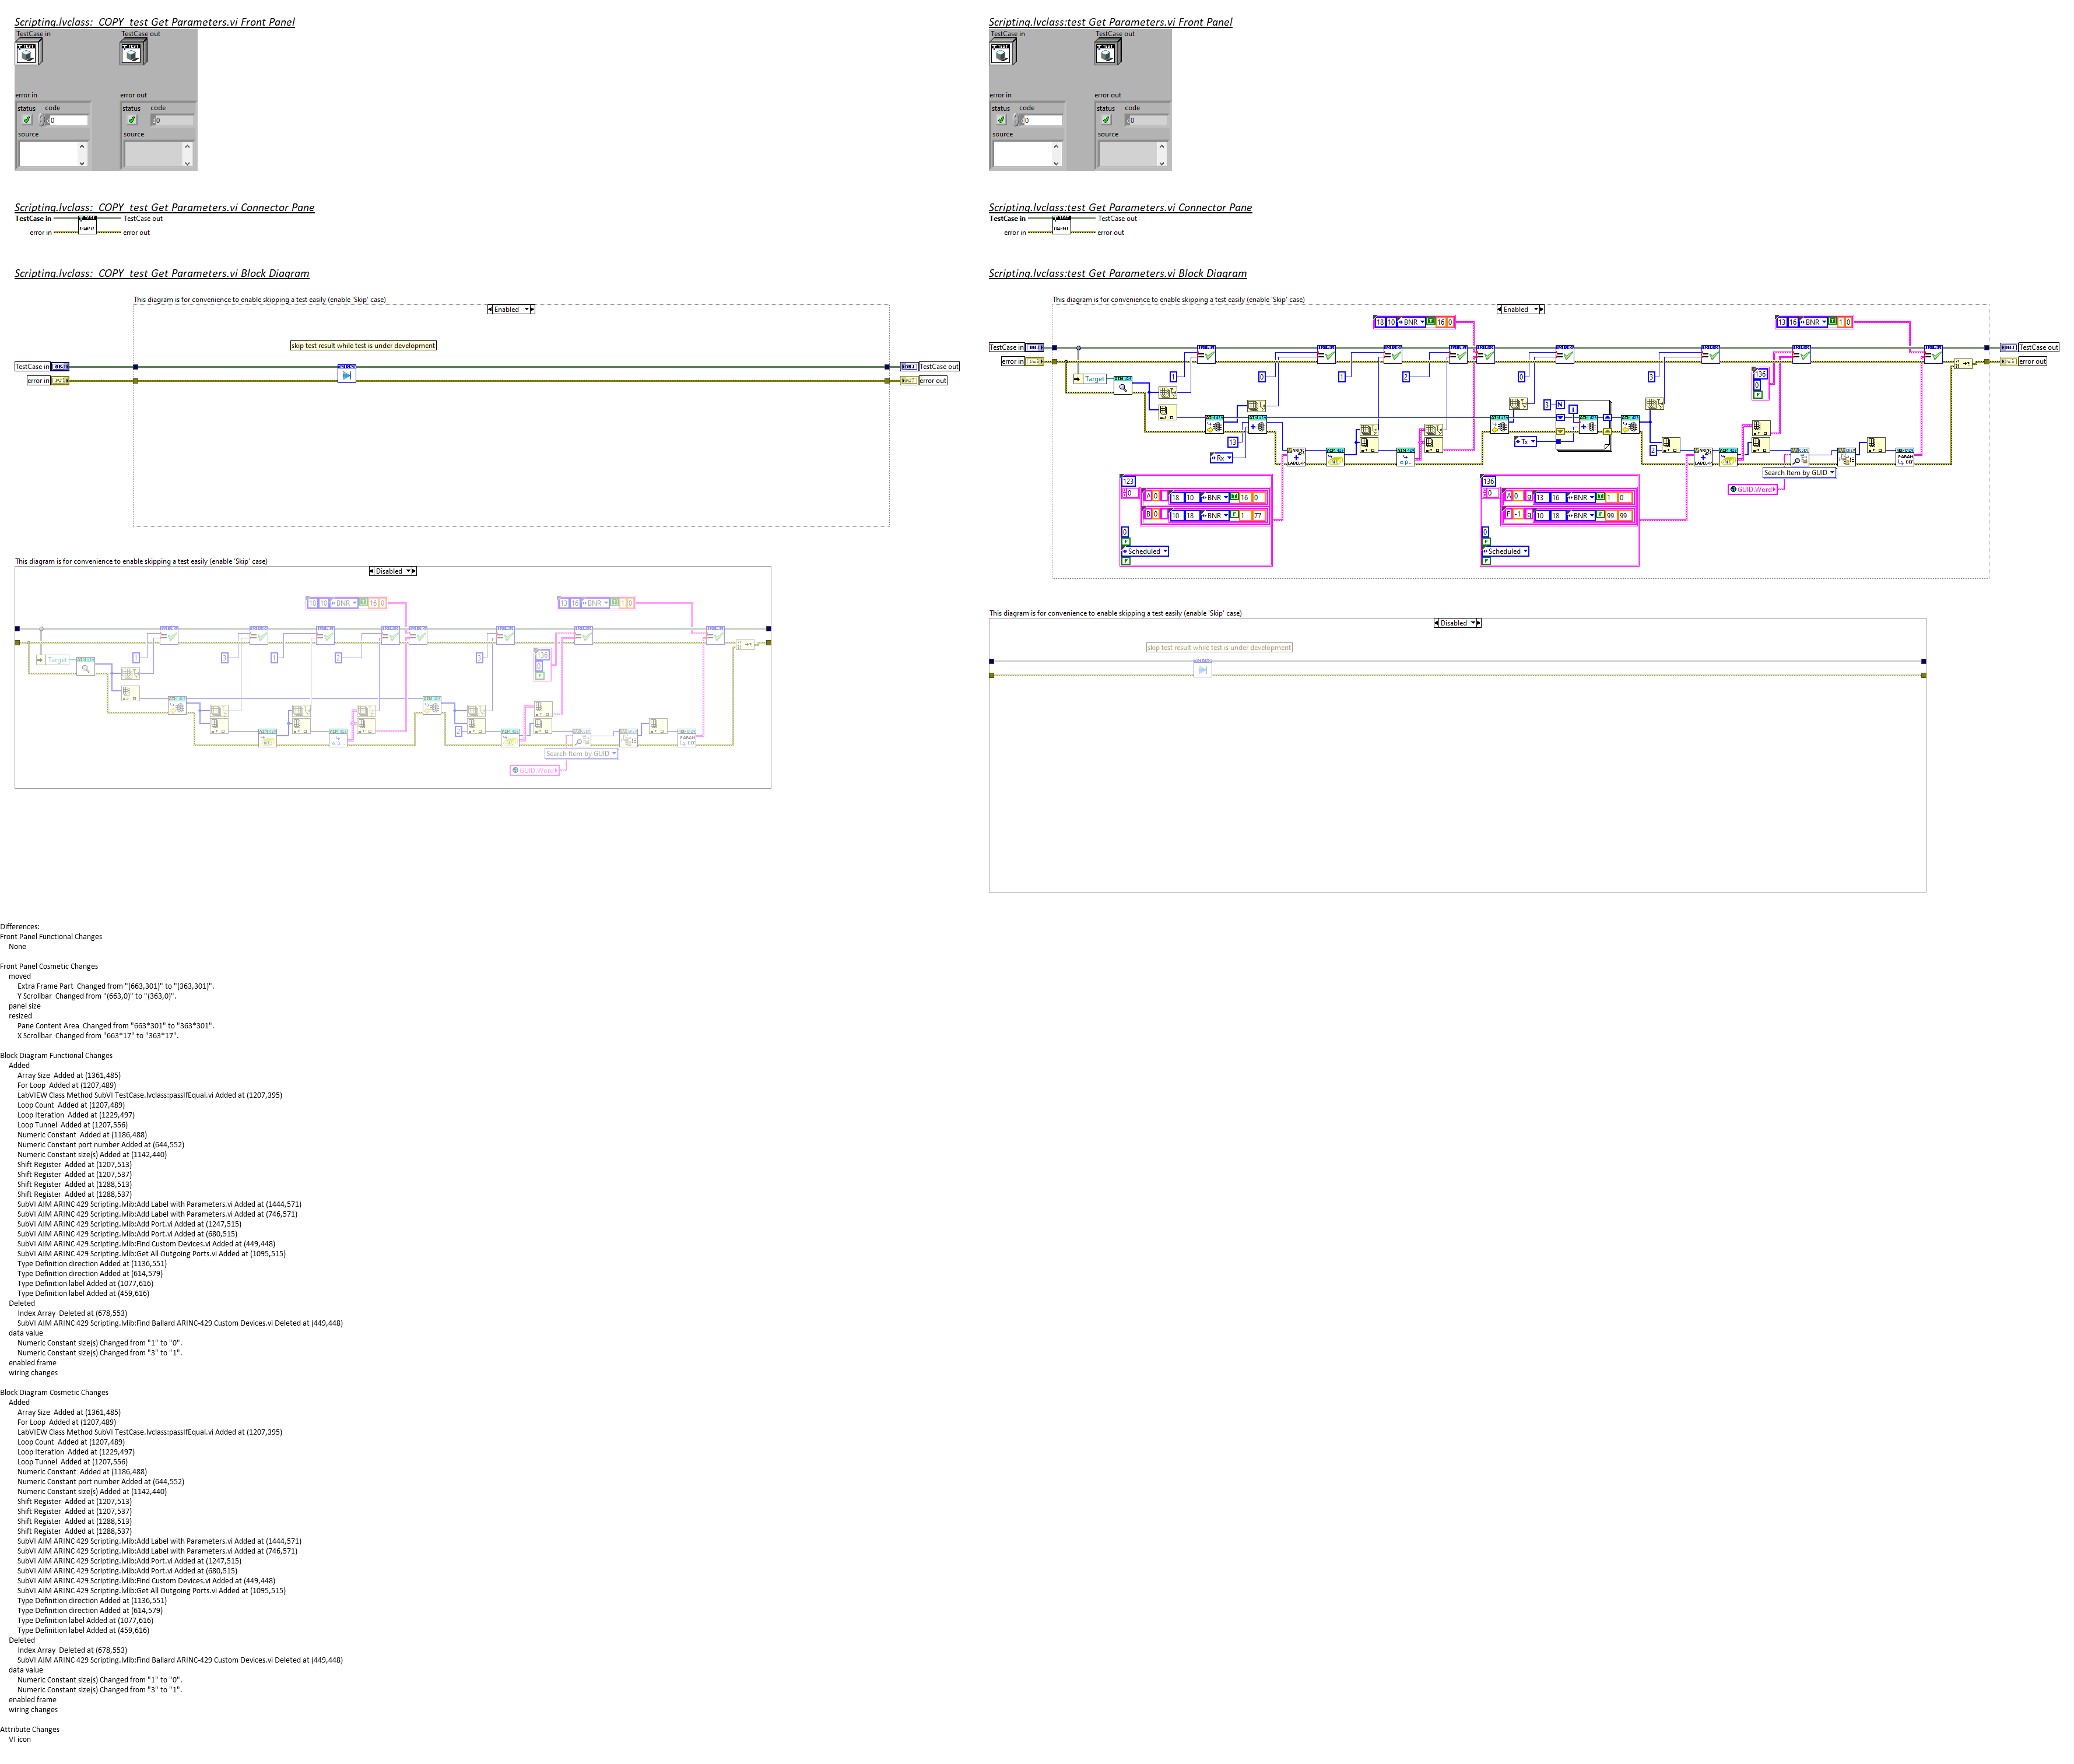 Scripting.lvclass:_COPY_test Get Parameters.vi Front Panel
TestCase in
TestCase out
error in
error out
status code
0
source
status code
0
source
Scripting.lvclass:_COPY_test Get Parameters.vi Connector Pane
TestCase in
TestCase out
error in
error out
Scripting.lvclass:_COPY_test Get Parameters.vi Block Diagram
This diagram is for convenience to enable skipping a test easily (enable 'Skip' case)
Enabled
skip test result while test is under development
TestCase in
TestCase out
error in
error out
This diagram is for convenience to enable skipping a test easily (enable 'Skip' case)
Disabled
18 10 BNR T 16 0
13 16 BNR T 1 0
1
3
1
2
3
136
0
F
Target
2
Search Item by GUID
GUID.Word
Scripting.lvclass:test Get Parameters.vi Front Panel
TestCase in
TestCase out
error in
error out
status code
0
source
status code
0
source
Scripting.lvclass:test Get Parameters.vi Connector Pane
TestCase in
TestCase out
error in
error out
Scripting.lvclass:test Get Parameters.vi Block Diagram
This diagram is for convenience to enable skipping a test easily (enable 'Skip' case)
Enabled
18 10 BNR T 16 0
13 16 BNR T 1 0
TestCase in
TestCase out
error in
error out
1
0
1
2
0
3
136
0
F
Target
3
N
i
13
Rx
Tx
2
Search Item by GUID
GUID.Word
123
0
A 0 18 10 BNR T 16 0
B 0 10 18 BNR F 1 77
0
F
Scheduled
F
136
0
A 0 g 13 16 BNR T 1 0
F -1 g 10 18 BNR F 99 99
0
F
Scheduled
F
This diagram is for convenience to enable skipping a test easily (enable 'Skip' case)
Disabled
skip test result while test is under development
Differences:
Front Panel Functional Changes
None
Front Panel Cosmetic Changes
moved
Extra Frame Part  Changed from "(663,301)" to "(363,301)".
Y Scrollbar  Changed from "(663,0)" to "(363,0)".
panel size
resized
Pane Content Area  Changed from "663*301" to "363*301".
X Scrollbar  Changed from "663*17" to "363*17".
Block Diagram Functional Changes
Added
Array Size  Added at (1361,485)
For Loop  Added at (1207,489)
LabVIEW Class Method SubVI TestCase.lvclass:passIfEqual.vi Added at (1207,395)
Loop Count  Added at (1207,489)
Loop Iteration  Added at (1229,497)
Loop Tunnel  Added at (1207,556)
Numeric Constant  Added at (1186,488)
Numeric Constant port number Added at (644,552)
Numeric Constant size(s) Added at (1142,440)
Shift Register  Added at (1207,513)
Shift Register  Added at (1207,537)
Shift Register  Added at (1288,513)
Shift Register  Added at (1288,537)
SubVI AIM ARINC 429 Scripting.lvlib:Add Label with Parameters.vi Added at (1444,571)
SubVI AIM ARINC 429 Scripting.lvlib:Add Label with Parameters.vi Added at (746,571)
SubVI AIM ARINC 429 Scripting.lvlib:Add Port.vi Added at (1247,515)
SubVI AIM ARINC 429 Scripting.lvlib:Add Port.vi Added at (680,515)
SubVI AIM ARINC 429 Scripting.lvlib:Find Custom Devices.vi Added at (449,448)
SubVI AIM ARINC 429 Scripting.lvlib:Get All Outgoing Ports.vi Added at (1095,515)
Type Definition direction Added at (1136,551)
Type Definition direction Added at (614,579)
Type Definition label Added at (1077,616)
Type Definition label Added at (459,616)
Deleted
Index Array  Deleted at (678,553)
SubVI AIM ARINC 429 Scripting.lvlib:Find Ballard ARINC-429 Custom Devices.vi Deleted at (449,448)
data value
Numeric Constant size(s) Changed from "1" to "0".
Numeric Constant size(s) Changed from "3" to "1".
enabled frame
wiring changes
Block Diagram Cosmetic Changes
Added
Array Size  Added at (1361,485)
For Loop  Added at (1207,489)
LabVIEW Class Method SubVI TestCase.lvclass:passIfEqual.vi Added at (1207,395)
Loop Count  Added at (1207,489)
Loop Iteration  Added at (1229,497)
Loop Tunnel  Added at (1207,556)
Numeric Constant  Added at (1186,488)
Numeric Constant port number Added at (644,552)
Numeric Constant size(s) Added at (1142,440)
Shift Register  Added at (1207,513)
Shift Register  Added at (1207,537)
Shift Register  Added at (1288,513)
Shift Register  Added at (1288,537)
SubVI AIM ARINC 429 Scripting.lvlib:Add Label with Parameters.vi Added at (1444,571)
SubVI AIM ARINC 429 Scripting.lvlib:Add Label with Parameters.vi Added at (746,571)
SubVI AIM ARINC 429 Scripting.lvlib:Add Port.vi Added at (1247,515)
SubVI AIM ARINC 429 Scripting.lvlib:Add Port.vi Added at (680,515)
SubVI AIM ARINC 429 Scripting.lvlib:Find Custom Devices.vi Added at (449,448)
SubVI AIM ARINC 429 Scripting.lvlib:Get All Outgoing Ports.vi Added at (1095,515)
Type Definition direction Added at (1136,551)
Type Definition direction Added at (614,579)
Type Definition label Added at (1077,616)
Type Definition label Added at (459,616)
Deleted
Index Array  Deleted at (678,553)
SubVI AIM ARINC 429 Scripting.lvlib:Find Ballard ARINC-429 Custom Devices.vi Deleted at (449,448)
data value
Numeric Constant size(s) Changed from "1" to "0".
Numeric Constant size(s) Changed from "3" to "1".
enabled frame
wiring changes
Attribute Changes
VI icon